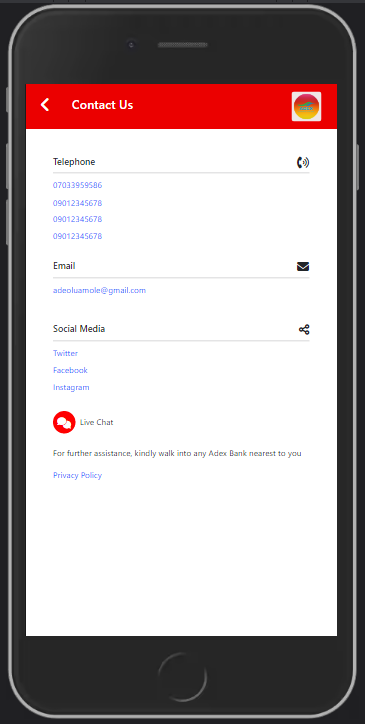 Contact Us
Telephone
07033959586
09012345678
09012345678
09012345678
Email
adeoluamole@gmail.com
Social Media
Twitter
Facebook
Instagram
Live Chat
For further assistance, kindly walk into any Adex Bank nearest to you
Privacy Policy